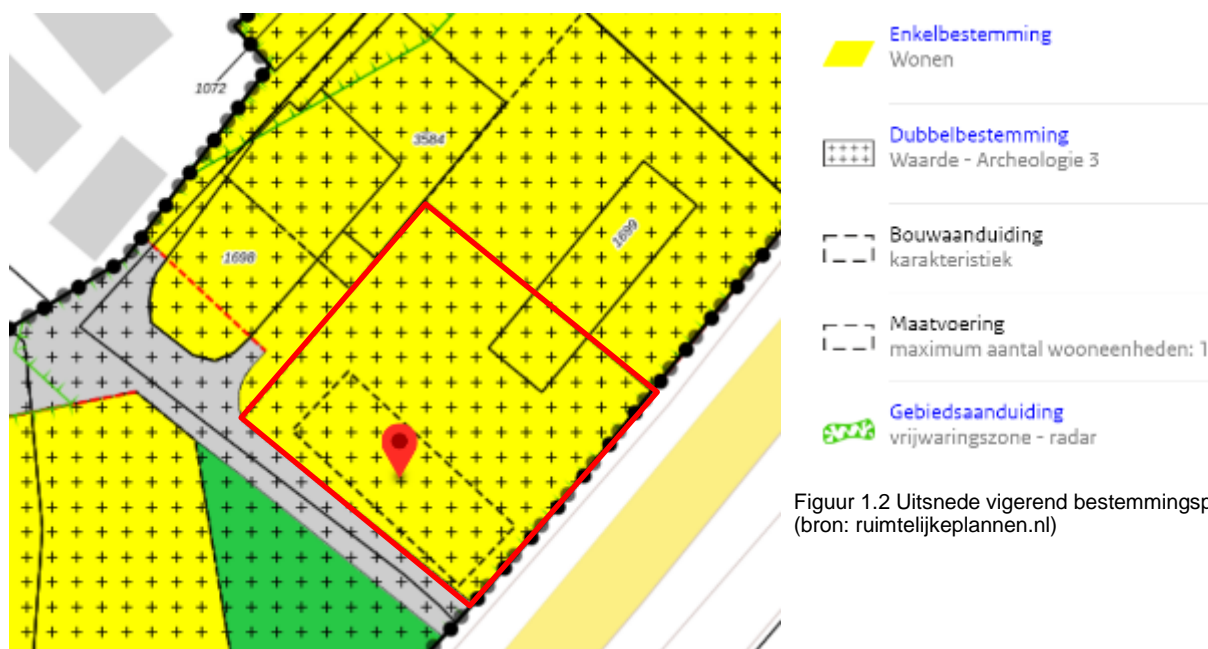 1072
3584
1698
1699
Enkelbestemming
Wonen
Dubbelbestemming
Waarde - Archeologie 3
Bouwaanduiding
karakteristiek
Maatvoering
maximum aantal wooneenheden: 1
Gebiedsaanduiding
vrijwaringszone - radar
Figuur 1.2 Uitsnede vigerend bestemmingsp
(bron: ruimtelijkeplannen.nl)